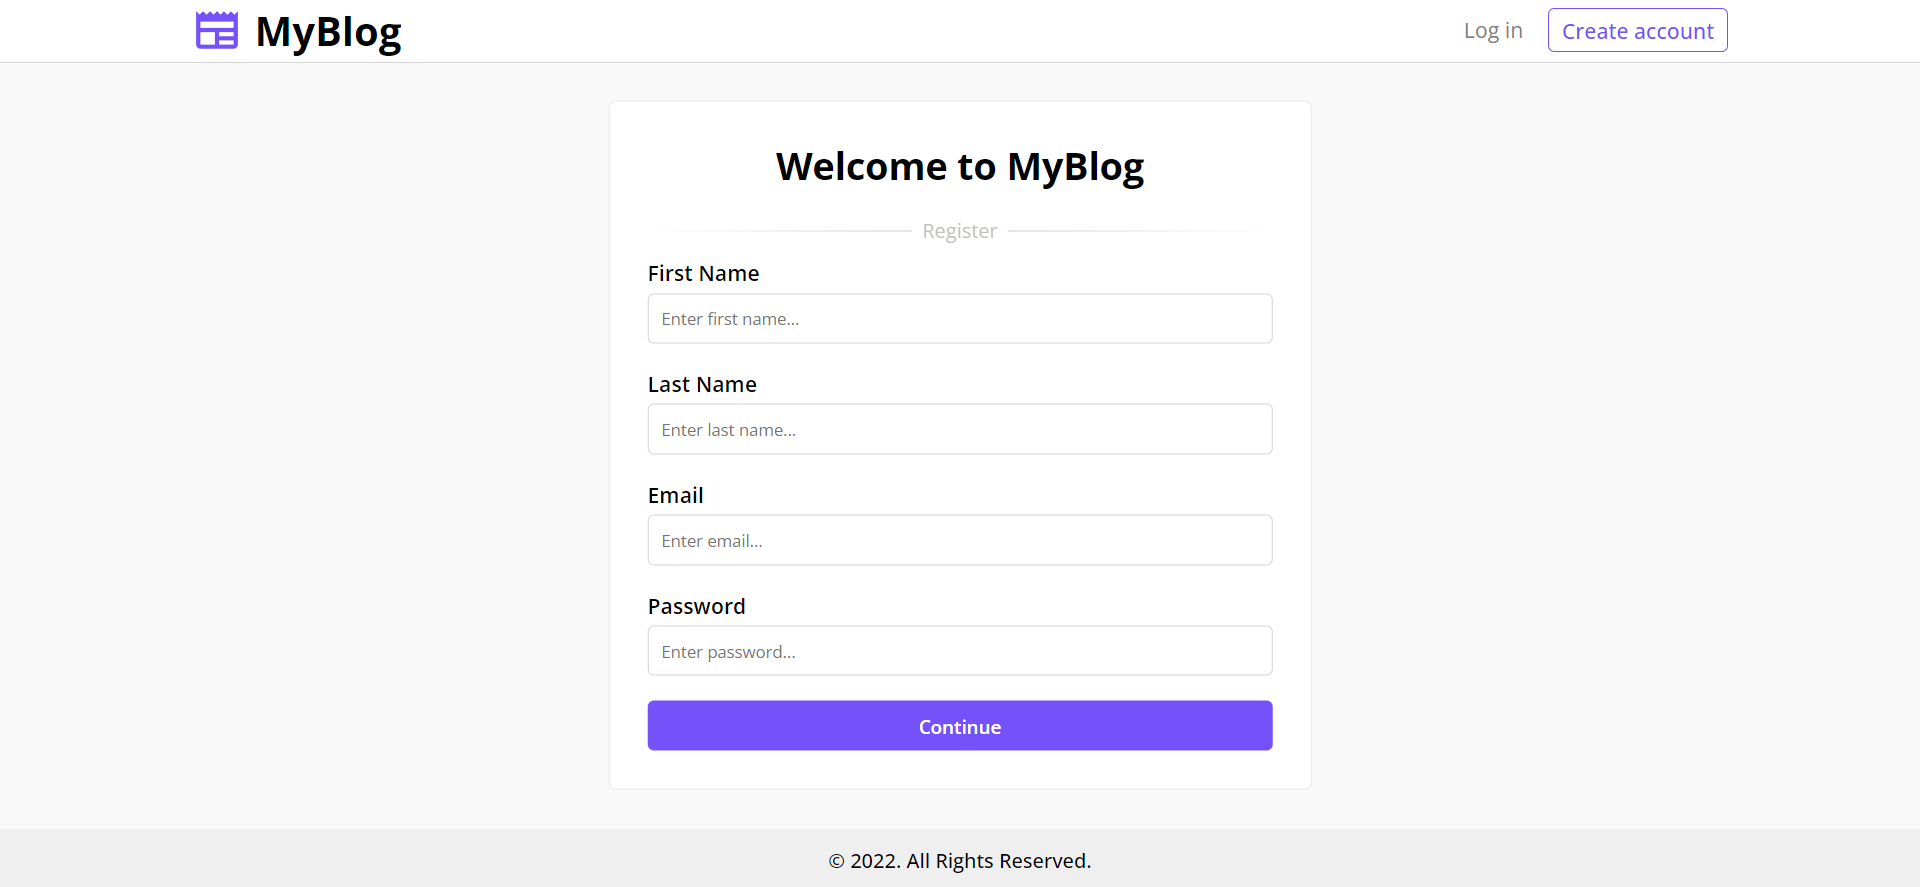 MyBlog
Log in
Create account
Welcome to MyBlog
Register
First Name
Enter first name...
Last Name
Enter last name...
Email
Enter email...
Password
Enter password...
Continue
© 2022. All Rights Reserved.